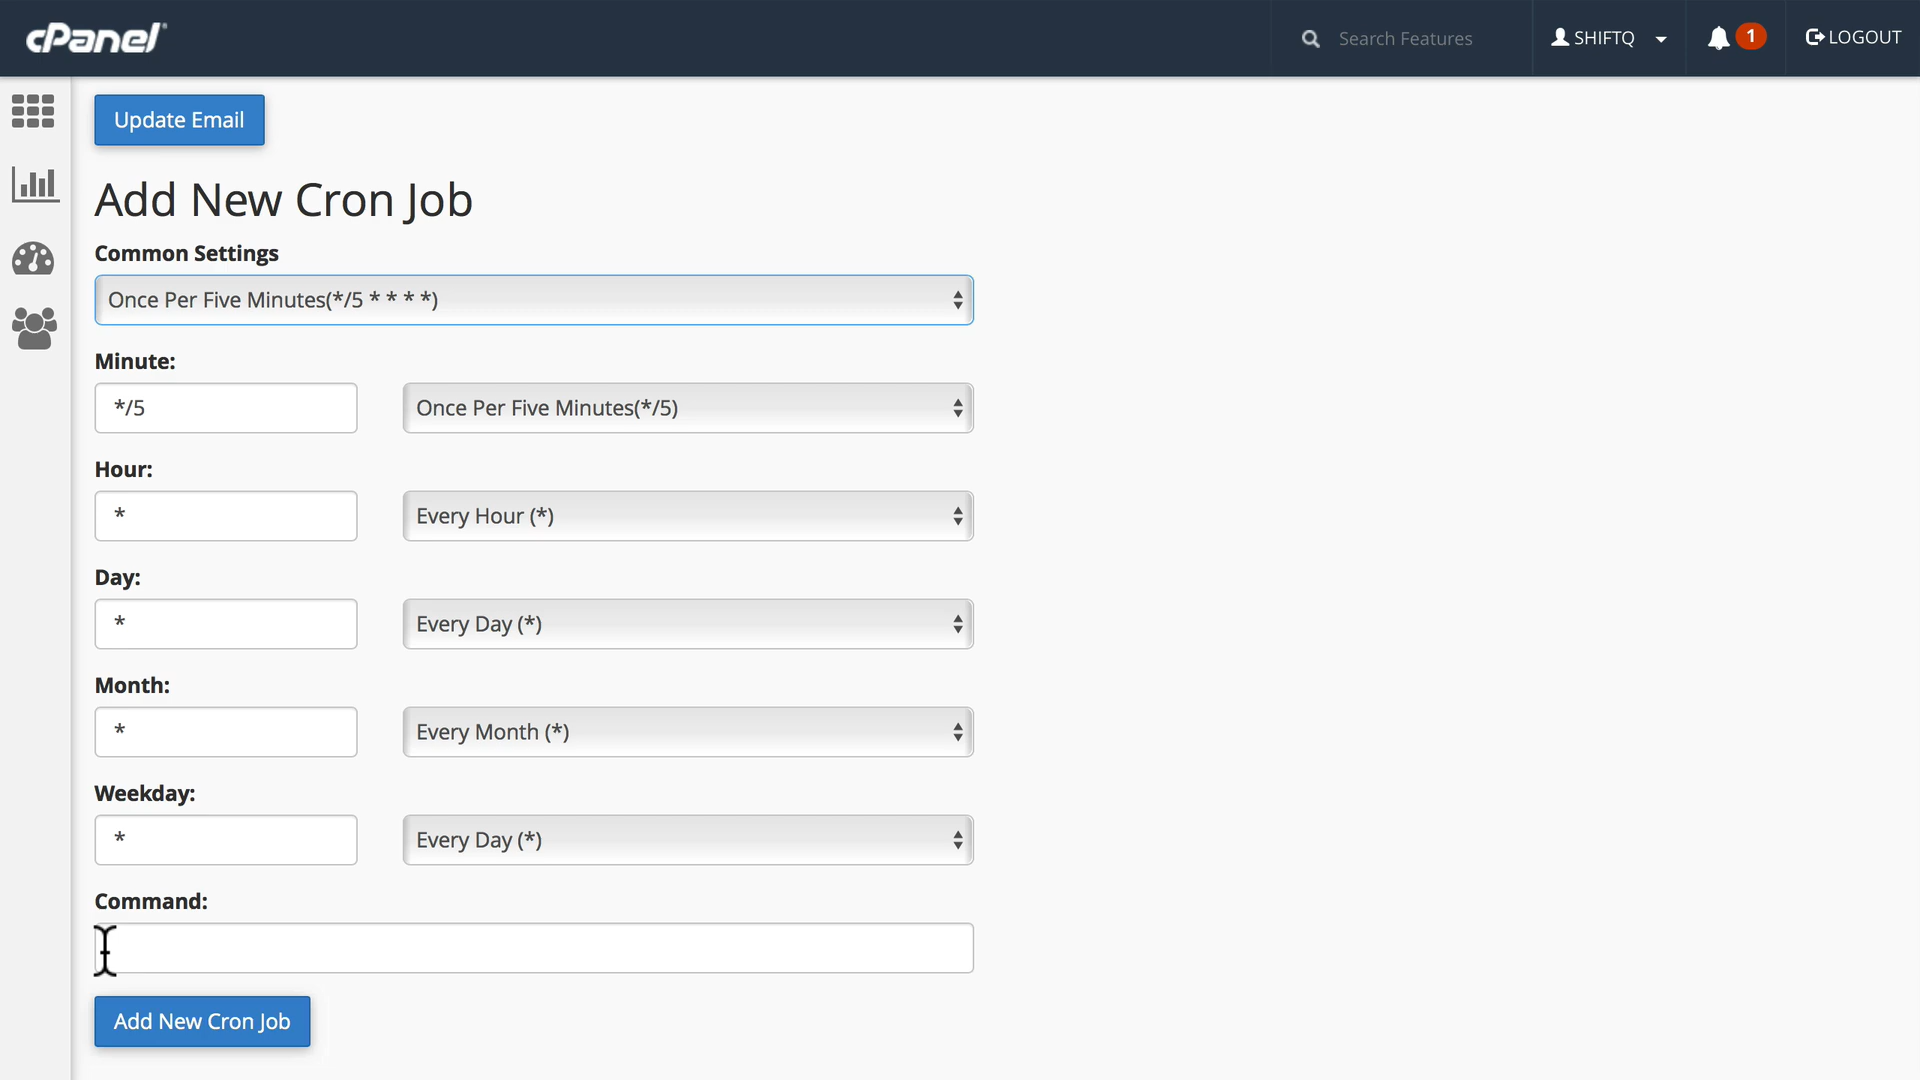 cPanel
Search Features
SHIFTQ
1
LOGOUT
Update Email
Add New Cron Job
Common Settings
Once Per Five Minutes(*/5 * * * *)
Minute:
*/5
Once Per Five Minutes(*/5)
Hour:
*
Every Hour (*)
Day:
*
Every Day (*)
Month:
*
Every Month (*)
Weekday:
*
Every Day (*)
Command:
Add New Cron Job